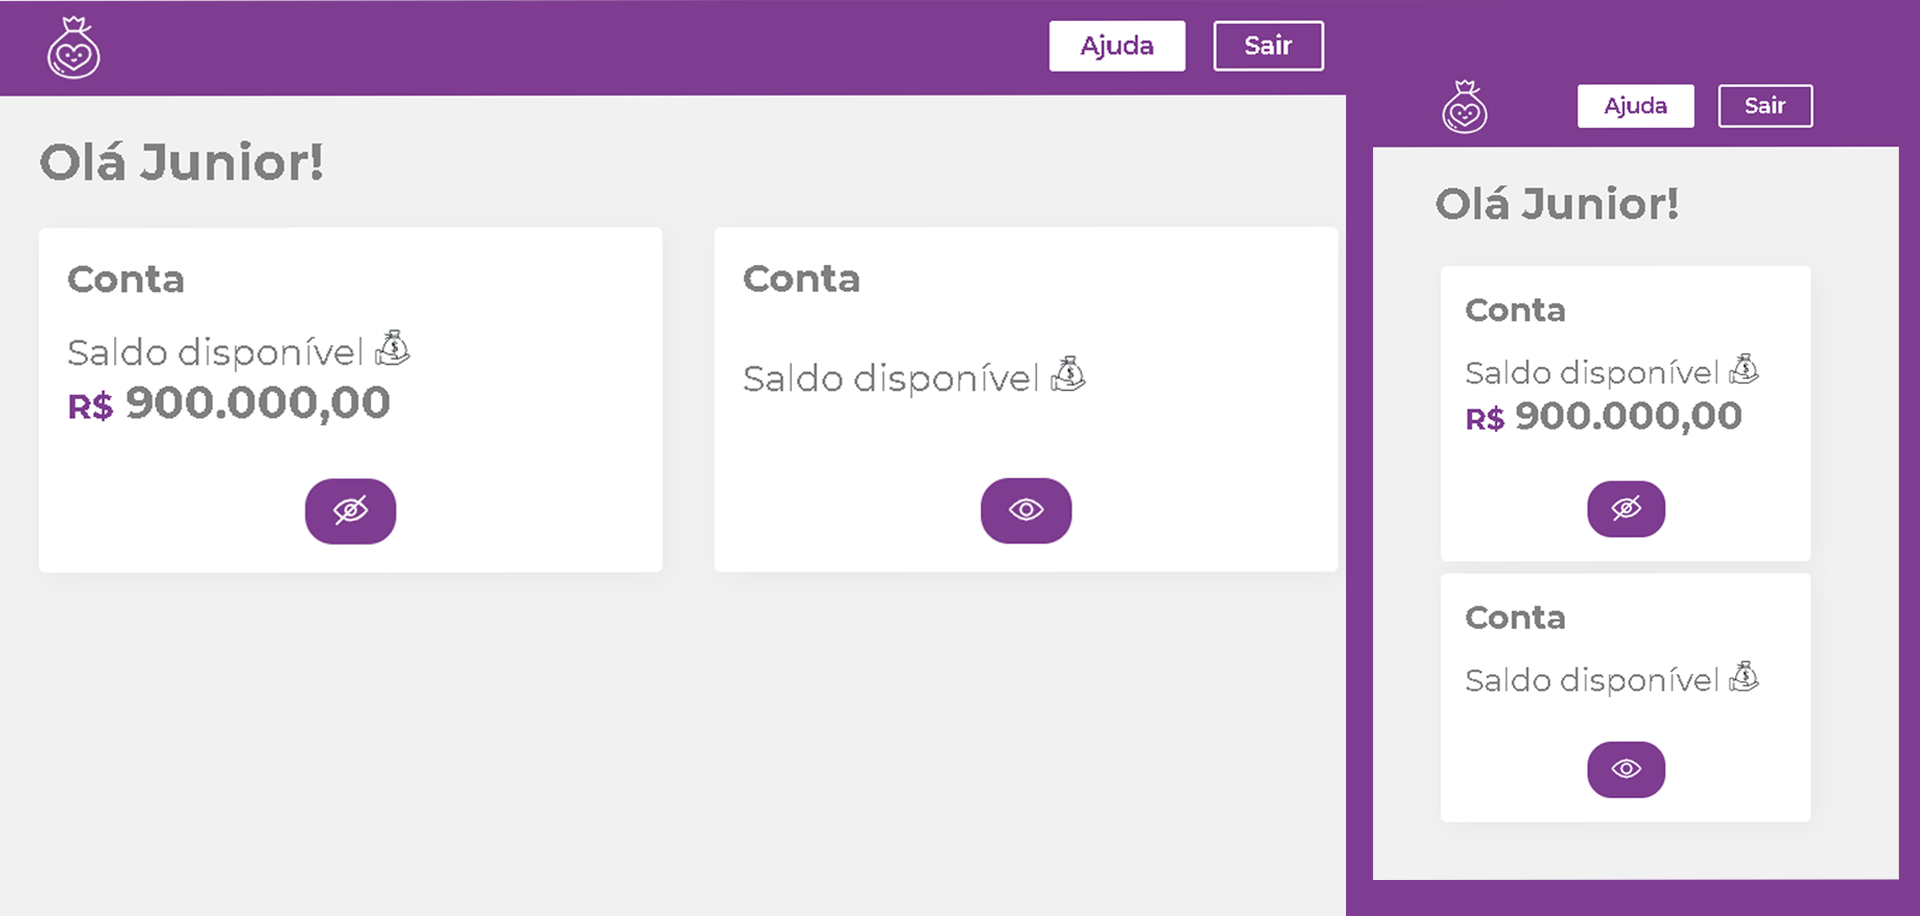 Ajuda
Sair
Olá Junior!
Conta
Saldo disponível
R$ 900.000,00
Conta
Saldo disponível
Ajuda
Sair
Olá Junior!
Conta
Saldo disponível
R$ 900.000,00
Conta
Saldo disponível